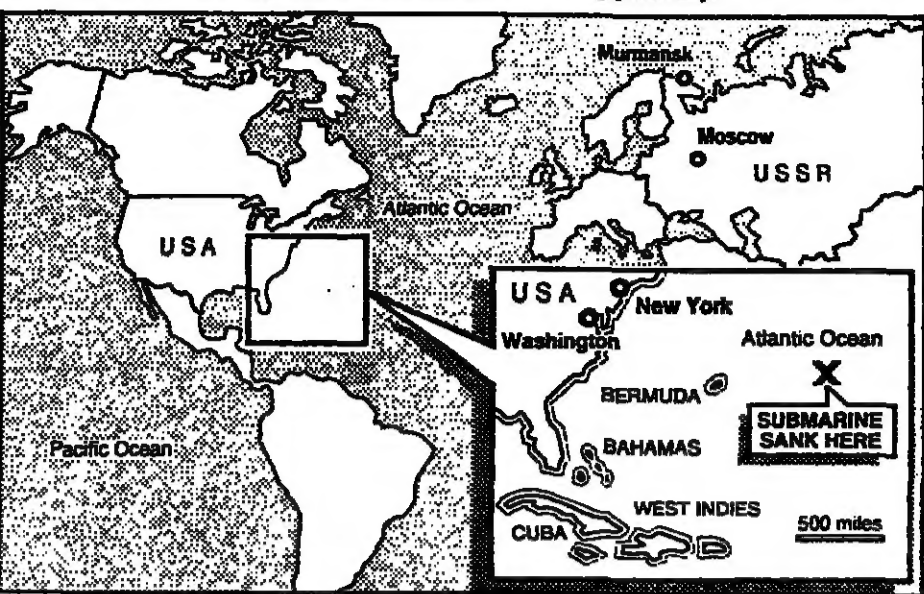 Murmansk
Moscow
USSR
Atlantic Ocean
USA
Pacific Ocean
USA
New York
Washington
Atlantic Ocean
X
BERMUDA
SUBMARINE
SANK HERE
BAHAMAS
WEST INDIES
CUBA
500 miles